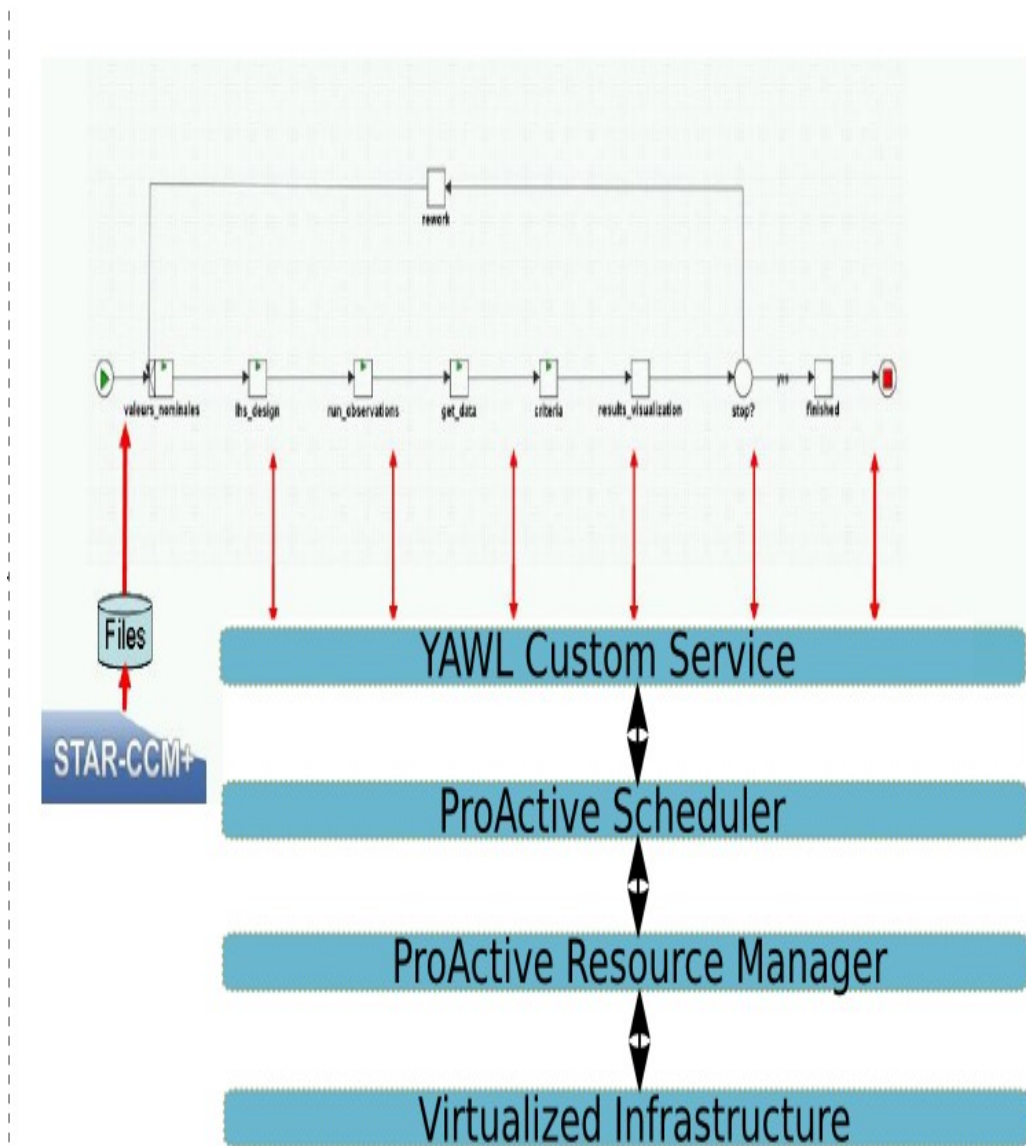 rework
valeurs_nominales
lhs_design
run_observations
get_data
criteria
results_visualization
stop?
yes
finished
Files
STAR-CCM+
YAWL Custom Service
ProActive Scheduler
ProActive Resource Manager
Virtualized Infrastructure